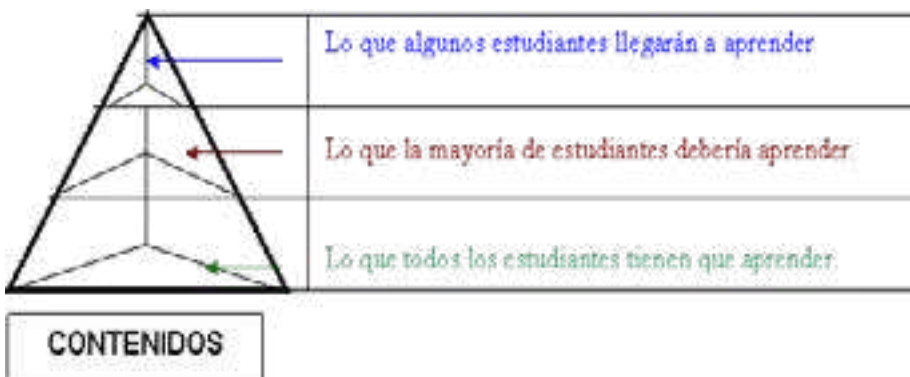 Lo que algunos estudiantes llegarán a aprender
Lo que la mayoría de estudiantes debería aprender
Lo que todos los estudiantes tienen que aprender
CONTENIDOS